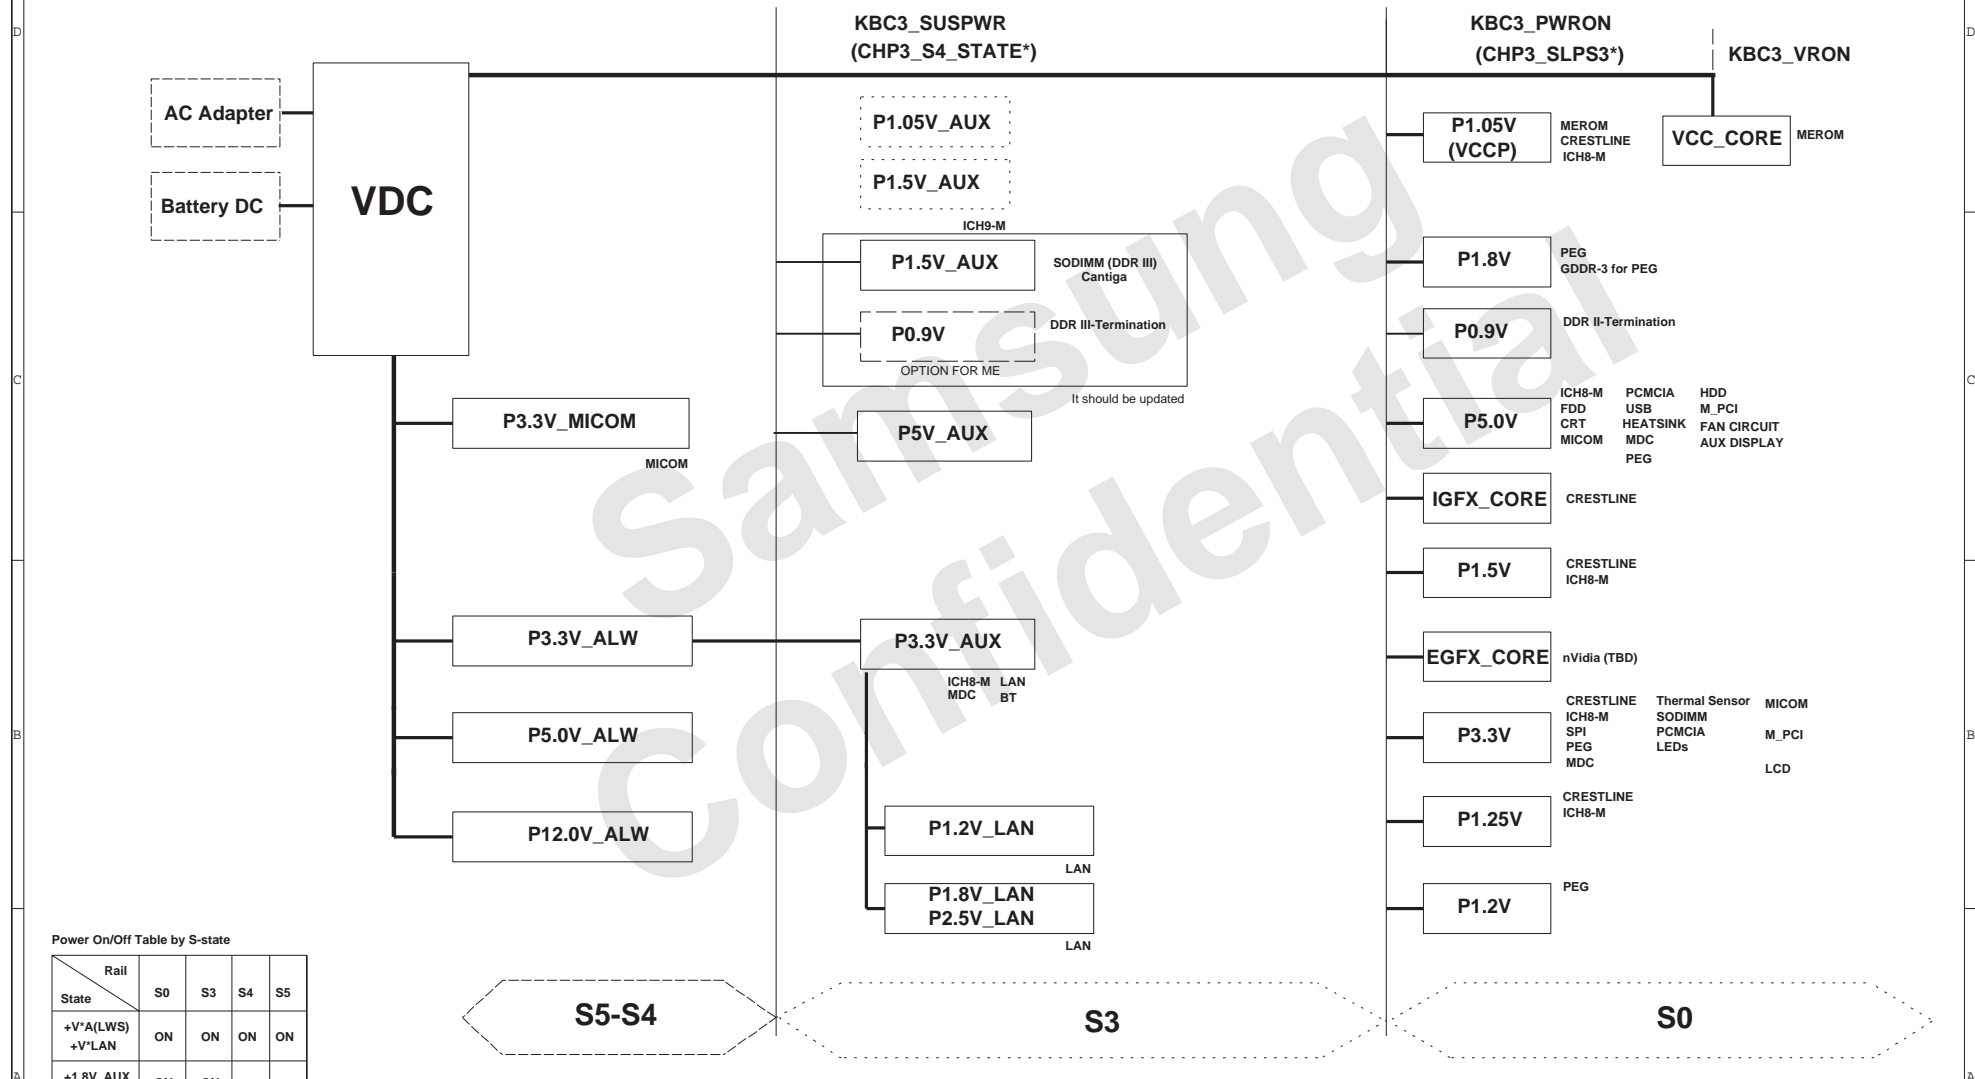 D
D
KBC3_SUSPWR
(CHP3_S4_STATE*)
KBC3_PWRON
(CHP3_SLPS3*)
KBC3_VRON
AC Adapter
Battery DC
VDC
P1.05V_AUX
P1.5V_AUX
ICH9-M
P1.5V_AUX
SODIMM (DDR III)
Cantiga
P0.9V
DDR III-Termination
OPTION FOR ME
It should be updated
P5V_AUX
P1.05V
(VCCP)
MEROM
CRESTLINE
ICH8-M
VCC_CORE
MEROM
P1.8V
PEG
GDDR-3 for PEG
P0.9V
DDR II-Termination
C
C
P5.0V
ICH8-M
FDD
CRT
MICOM
PCMCIA
USB
HEATSINK
MDC
PEG
HDD
M_PCI
FAN CIRCUIT
AUX DISPLAY
P3.3V_MICOM
MICOM
IGFX_CORE
CRESTLINE
P1.5V
CRESTLINE
ICH8-M
P3.3V_ALW
P3.3V_AUX
ICH8-M
MDC
LAN
BT
EGFX_CORE
nVidia (TBD)
B
B
P5.0V_ALW
P3.3V
CRESTLINE
ICH8-M
SPI
PEG
MDC
Thermal Sensor
SODIMM
PCMCIA
LEDs
MICOM
M_PCI
LCD
P12.0V_ALW
P1.2V_LAN
LAN
P1.25V
CRESTLINE
ICH8-M
P1.8V_LAN
P2.5V_LAN
LAN
P1.2V
PEG
Samsung
Confidential
Power On/Off Table by S-state
Rail
State
S0 S3 S4 S5
+V*A(LWS)
+V*LAN
ON ON ON ON
+1.8V_AUX
ON ON
S5-S4
S3
S0
A
A